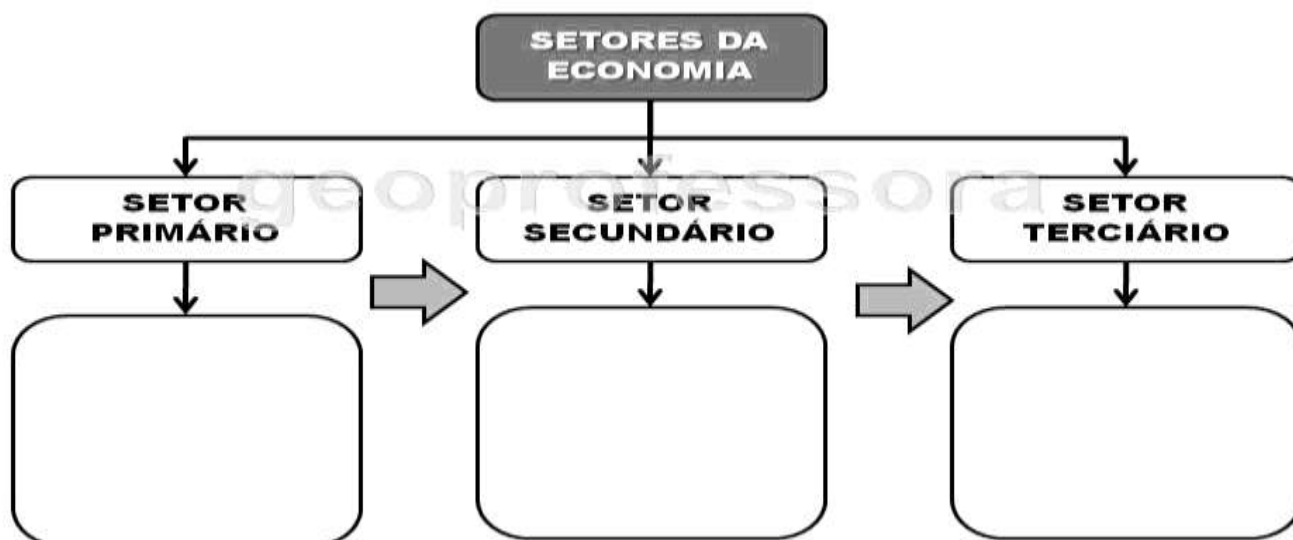 SETORES DA
ECONOMIA
geoprofessora
SETOR
PRIMÁRIO
SETOR
SECUNDÁRIO
SETOR
TERCIÁRIO